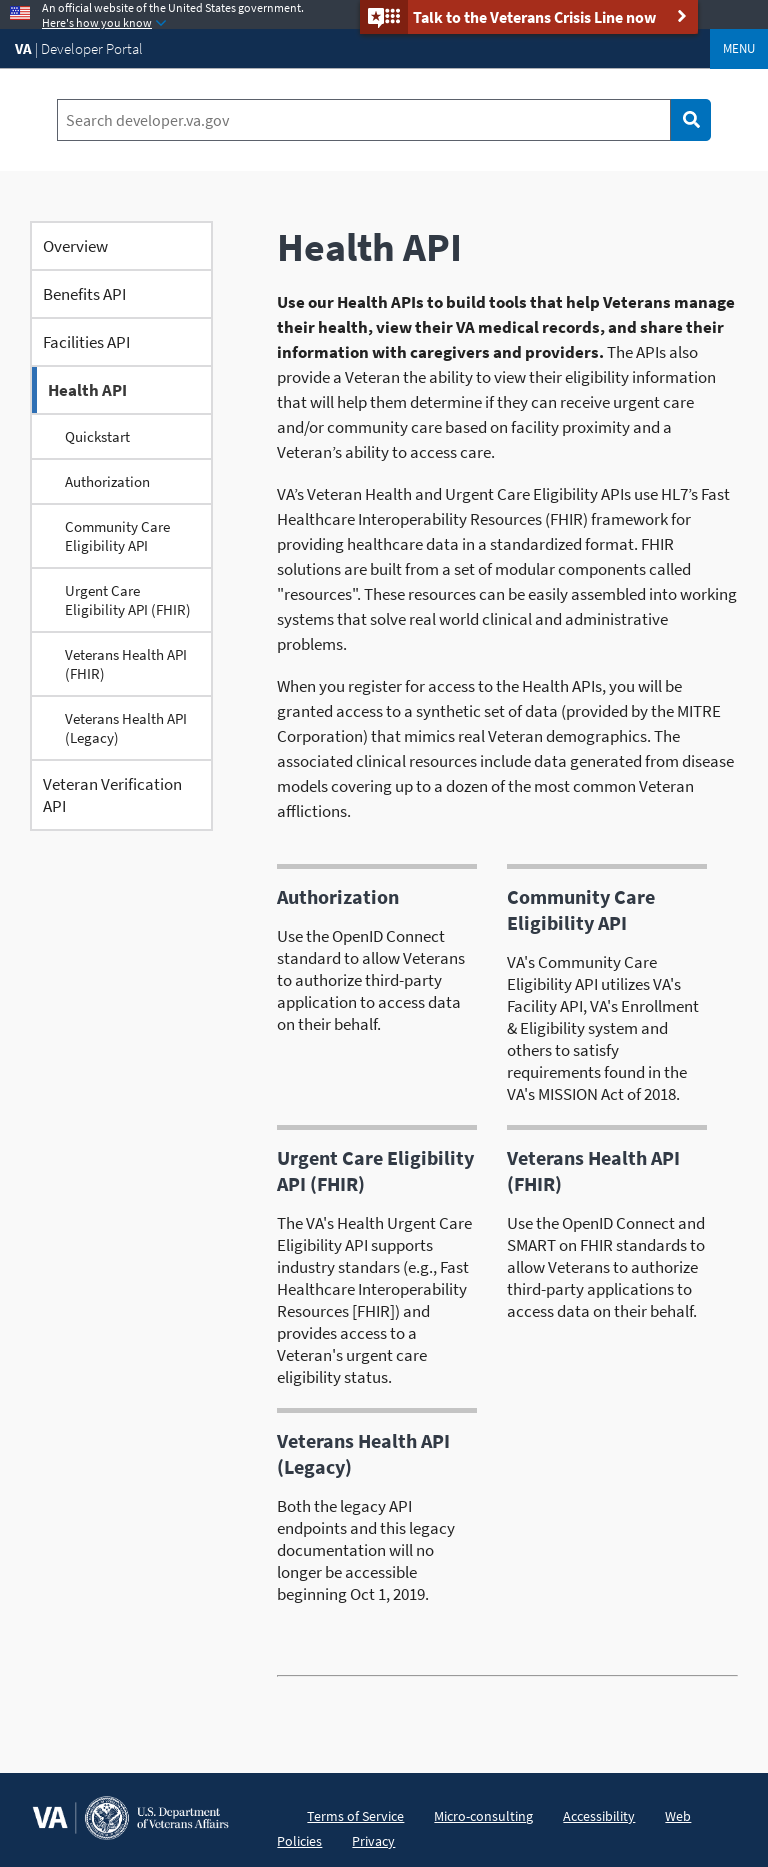 An official website of the United States government.
Here's how you know
Talk to the Veterans Crisis Line now
VA | Developer Portal
MENU
Search developer.va.gov
Overview
Benefits API
Facilities API
Health API
Quickstart
Authorization
Community Care
Eligibility API
Urgent Care
Eligibility API (FHIR)
Veterans Health API
(FHIR)
Veterans Health API
(Legacy)
Veteran Verification
API
Health API
Use our Health APIs to build tools that help Veterans manage
their health, view their VA medical records, and share their
information with caregivers and providers. The APIs also
provide a Veteran the ability to view their eligibility information
that will help them determine if they can receive urgent care
and/or community care based on facility proximity and a
Veteran’s ability to access care.
VA’s Veteran Health and Urgent Care Eligibility APIs use HL7’s Fast
Healthcare Interoperability Resources (FHIR) framework for
providing healthcare data in a standardized format. FHIR
solutions are built from a set of modular components called
"resources". These resources can be easily assembled into working
systems that solve real world clinical and administrative
problems.
When you register for access to the Health APIs, you will be
granted access to a synthetic set of data (provided by the MITRE
Corporation) that mimics real Veteran demographics. The
associated clinical resources include data generated from disease
models covering up to a dozen of the most common Veteran
afflictions.
Authorization
Use the OpenID Connect
standard to allow Veterans
to authorize third-party
application to access data
on their behalf.
Community Care
Eligibility API
VA's Community Care
Eligibility API utilizes VA's
Facility API, VA's Enrollment
& Eligibility system and
others to satisfy
requirements found in the
VA's MISSION Act of 2018.
Urgent Care Eligibility
API (FHIR)
The VA's Health Urgent Care
Eligibility API supports
industry standars (e.g., Fast
Healthcare Interoperability
Resources [FHIR]) and
provides access to a
Veteran's urgent care
eligibility status.
Veterans Health API
(FHIR)
Use the OpenID Connect and
SMART on FHIR standards to
allow Veterans to authorize
third-party applications to
access data on their behalf.
Veterans Health API
(Legacy)
Both the legacy API
endpoints and this legacy
documentation will no
longer be accessible
beginning Oct 1, 2019.
VA
U.S. Department
of Veterans Affairs
Terms of Service Micro-consulting Accessibility Web
Policies Privacy